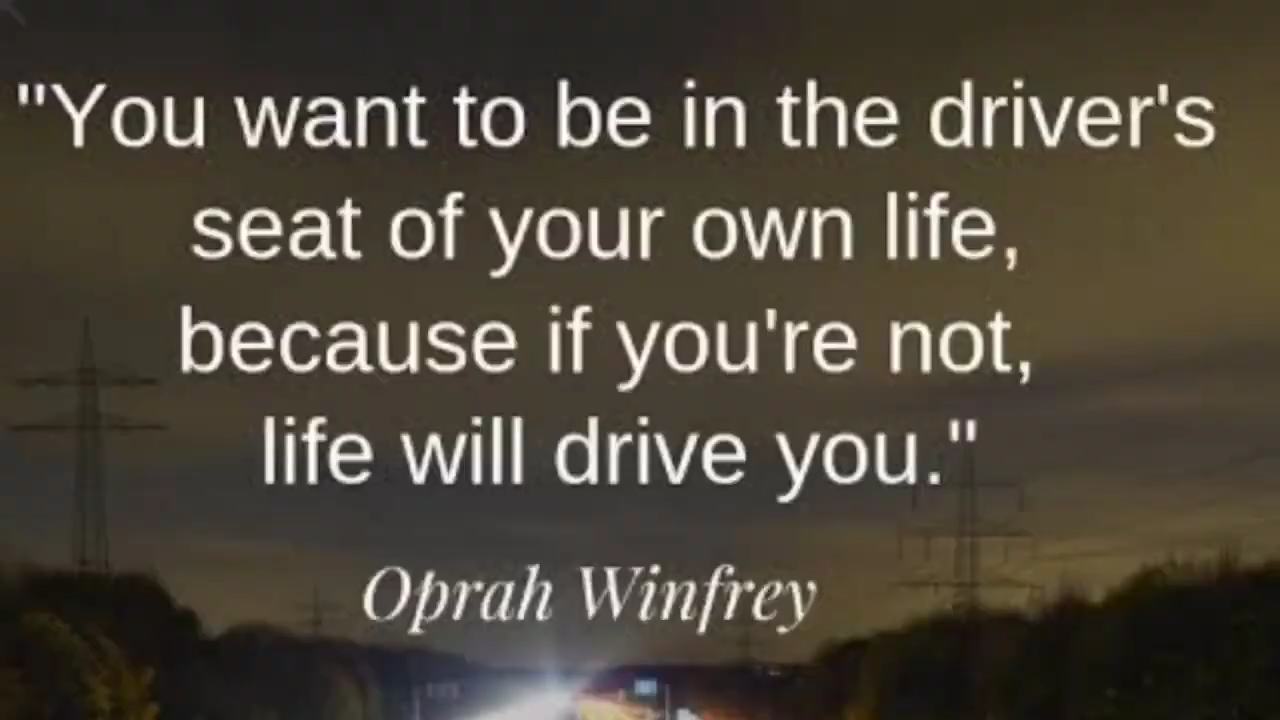 "You want to be in the driver's
seat of your own life,
because if you're not,
life will drive you."
Oprah Winfrey